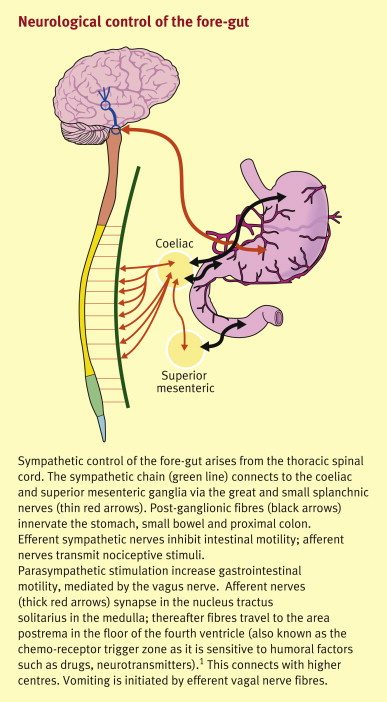 Neurological control of the fore-gut
Coeliac
Superior
mesenteric
Sympathetic control of the fore-gut arises from the thoracic spinal
cord. The sympathetic chain (green line) connects to the coeliac
and superior mesenteric ganglia via the great and small splanchnic
nerves (thin red arrows). Post-ganglionic fibres (black arrows)
innervate the stomach, small bowel and proximal colon.
Efferent sympathetic nerves inhibit intestinal motility; afferent
nerves transmit nociceptive stimuli.
Parasympathetic stimulation increase gastrointestinal
motility, mediated by the vagus nerve.  Afferent nerves
(thick red arrows) synapse in the nucleus tractus
solitarius in the medulla; thereafter fibres travel to the area
postrema in the floor of the fourth ventricle (also known as the
chemo-receptor trigger zone as it is sensitive to humoral factors
such as drugs, neurotransmitters).¹ This connects with higher
centres. Vomiting is initiated by efferent vagal nerve fibres.